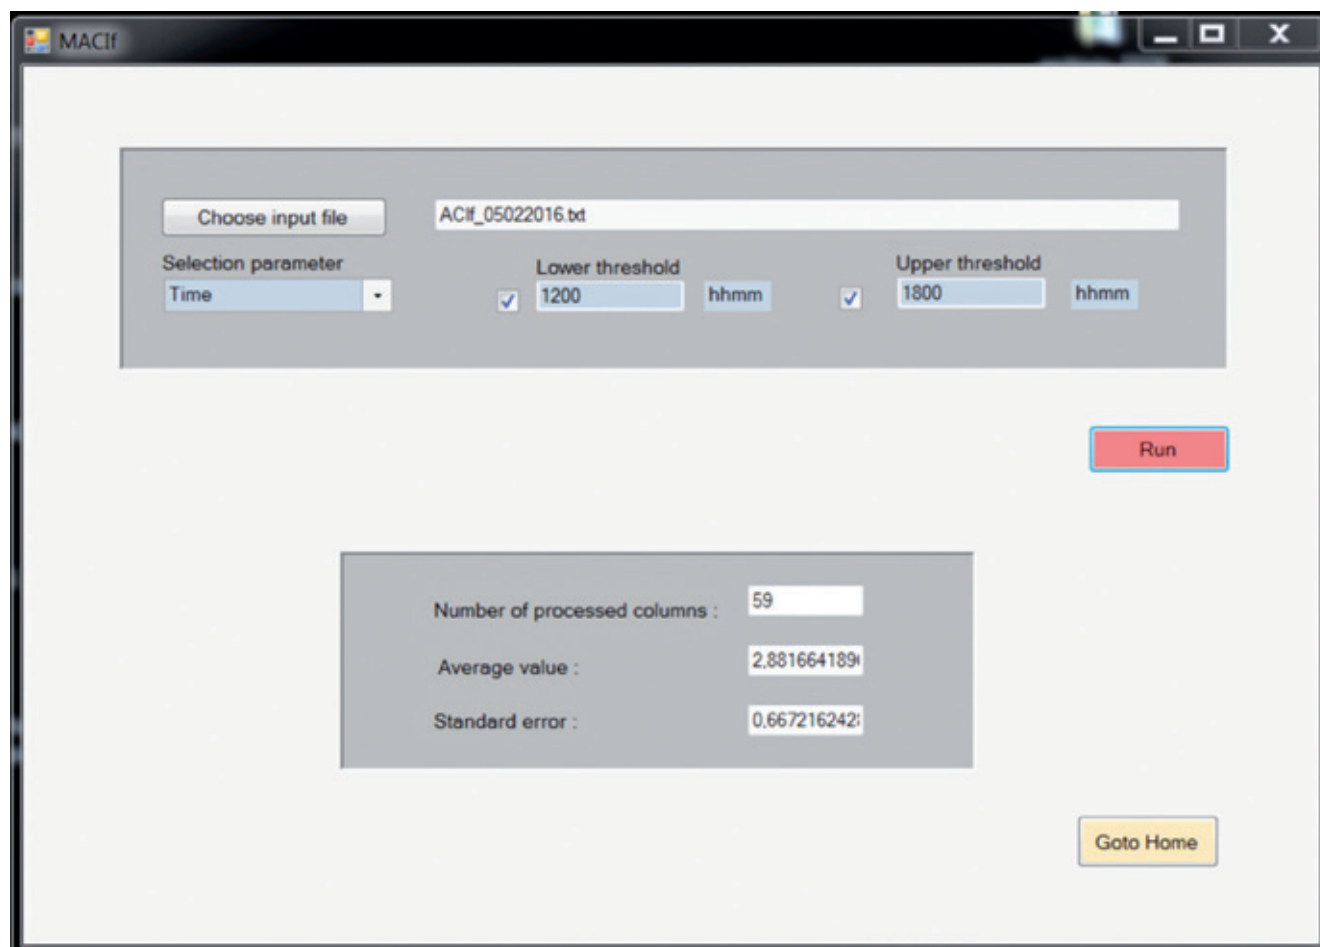 MACIf
Choose input file
ACIf_05022016.txt
Selection parameter
Time
Lower threshold
1200
hhmm
Upper threshold
1800
hhmm
Run
Number of processed columns :
59
Average value :
2,881664189
Standard error :
0,667216242
Goto Home